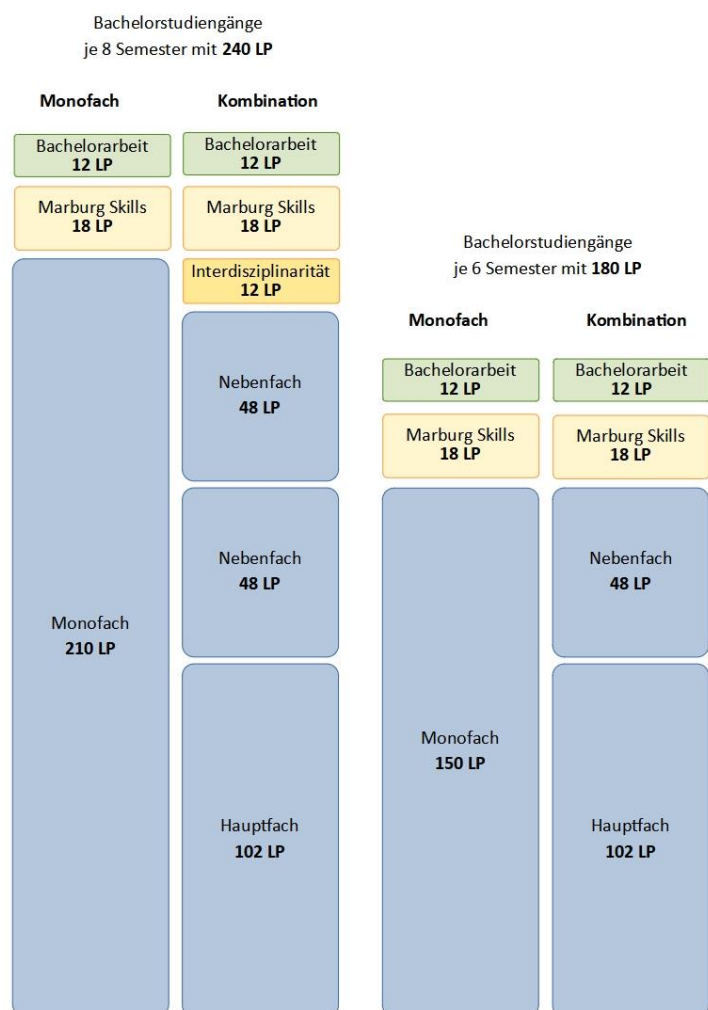 Bachelorstudiengänge
je 8 Semester mit 240 LP
Monofach
Bachelorarbeit
12 LP
Marburg Skills
18 LP
Monofach
210 LP
Kombination
Bachelorarbeit
12 LP
Marburg Skills
18 LP
Interdisziplinarität
12 LP
Nebenfach
48 LP
Nebenfach
48 LP
Hauptfach
102 LP
Bachelorstudiengänge
je 6 Semester mit 180 LP
Monofach
Bachelorarbeit
12 LP
Marburg Skills
18 LP
Monofach
150 LP
Kombination
Bachelorarbeit
12 LP
Marburg Skills
18 LP
Nebenfach
48 LP
Hauptfach
102 LP